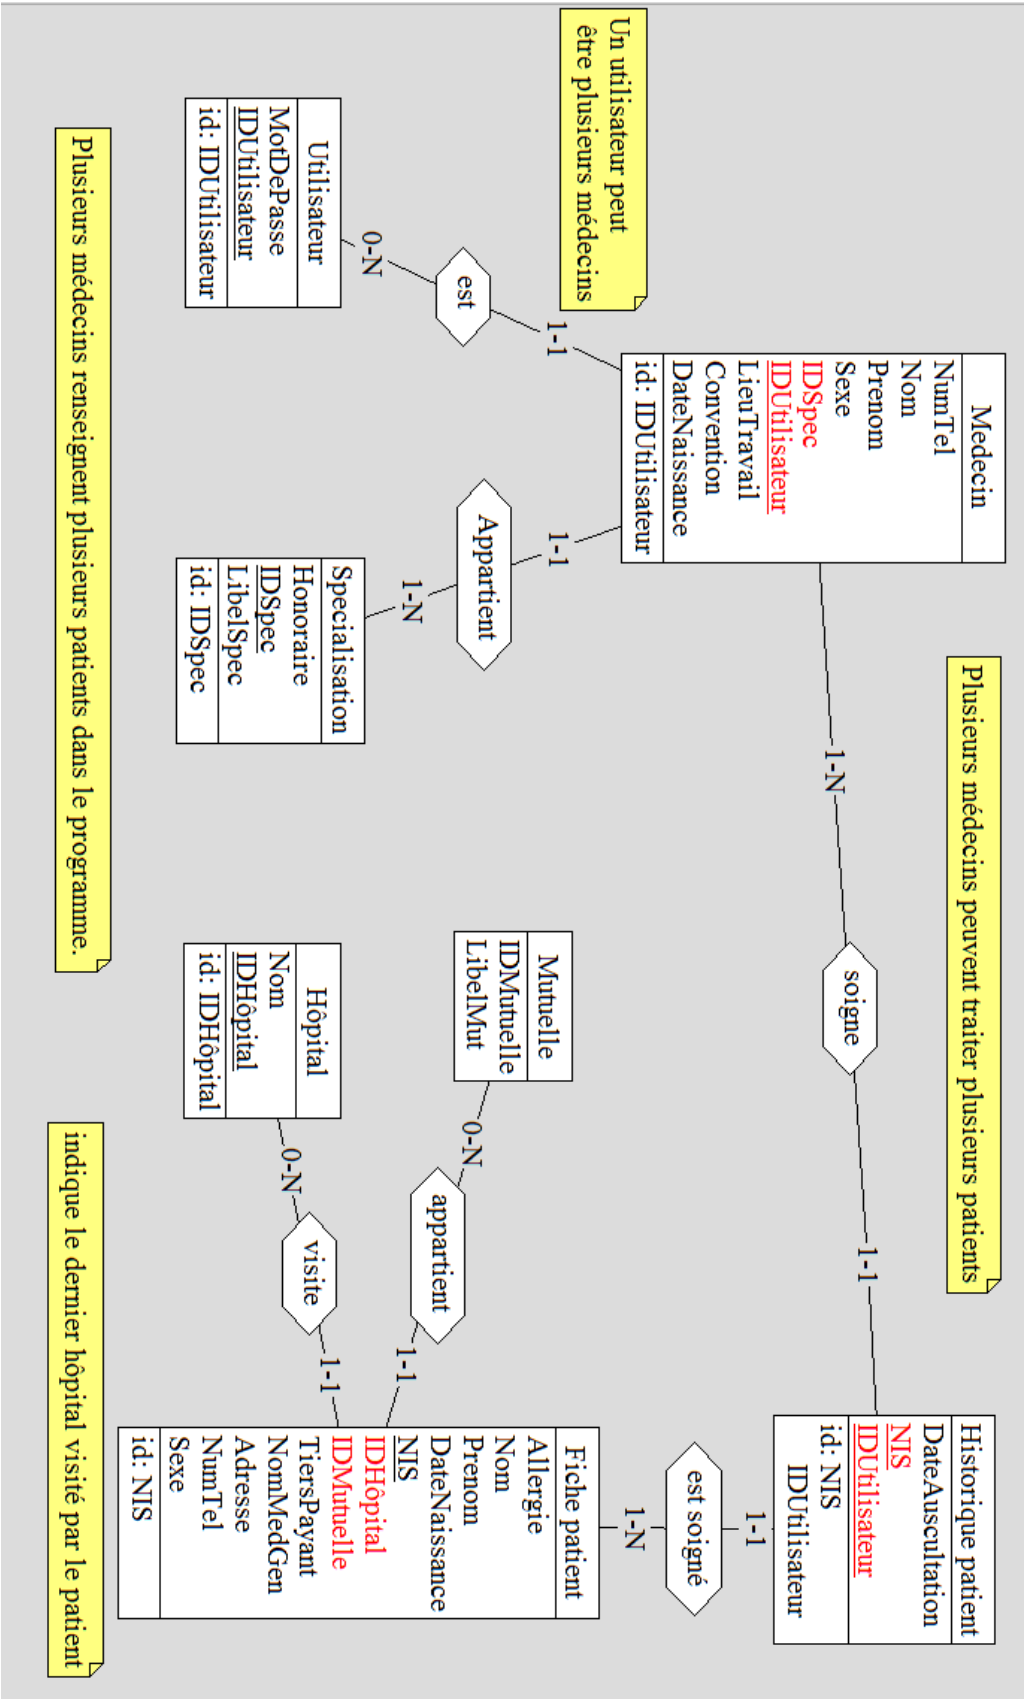 Plusieurs médecins peuvent traiter plusieurs patients
Un utilisateur peut
être plusieurs médecins
Medecin
NumTel
Nom
Prenom
Sexe
IDSpec
IDUtilisateur
LieuTravail
Convention
DateNaissance
id: IDUtilisateur
1-N
soigne
1-1
Historique patient
DateAuscultation
NIS
IDUtilisateur
id: NIS
IDUtilisateur
1-1
est
0-N
Utilisateur
MotDePasse
IDUtilisateur
id: IDUtilisateur
1-1
Appartient
1-N
Specialisation
Honoraire
IDSpec
LibelSpec
id: IDSpec
1-1
est soigné
1-N
Mutuelle
IDMutuelle
LibelMut
0-N
appartient
1-1
Fiche patient
Allergie
Nom
Prenom
DateNaissance
NIS
IDHôpital
IDMutuelle
TiersPayant
NomMedGen
Adresse
NumTel
Sexe
id: NIS
Hôpital
Nom
IDHôpital
id: IDHôpital
0-N
visite
1-1
Plusieurs médecins renseignent plusieurs patients dans le programme.
indique le dernier hôpital visité par le patient